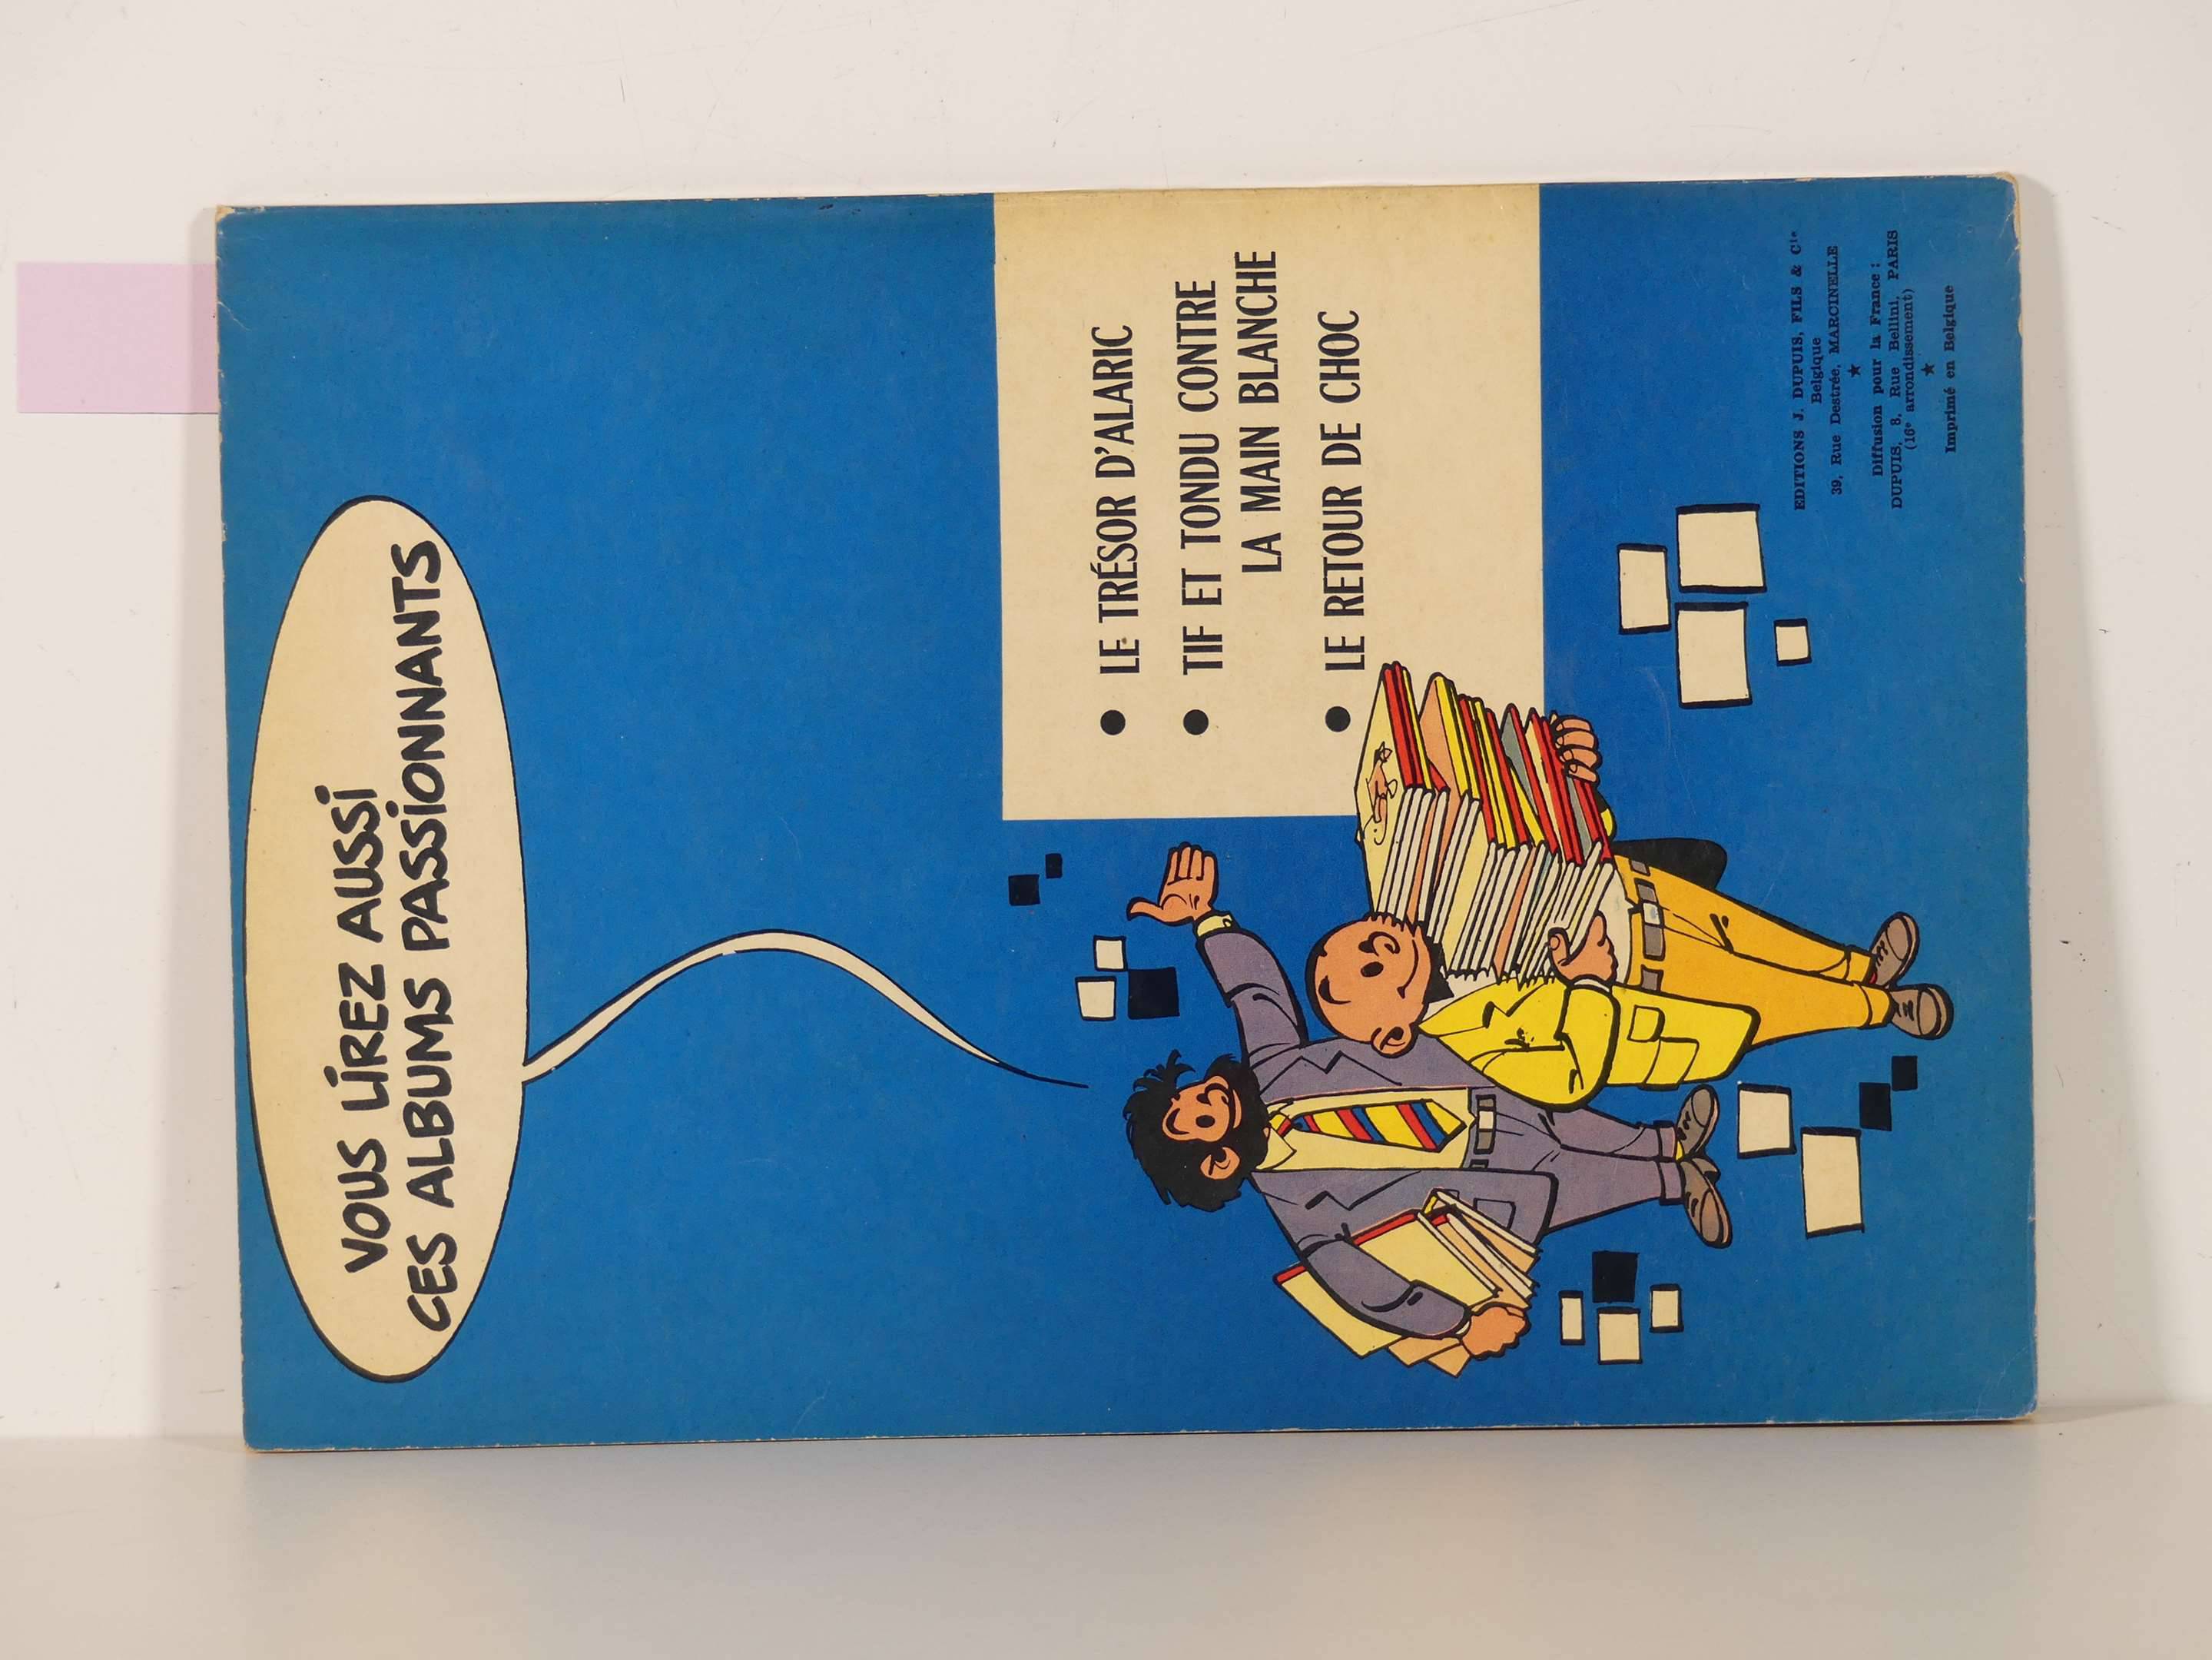 VOUS LiREZ AUSSi
CES ALBUMS PASSiONNANTS
● LE TRÉSOR D'ALARIC
● TIF ET TONDU CONTRE
LA MAIN BLANCHE
● LE RETOUR DE CHOC
EDITIONS J. DUPUIS, FILS & Cie
Belgique
39, Rue Destrée, MARCINELLE
★
Diffusion pour la France :
DUPUIS, 8, Rue Bellini, PARIS
(16e arrondissement)
★
Imprimé en Belgique